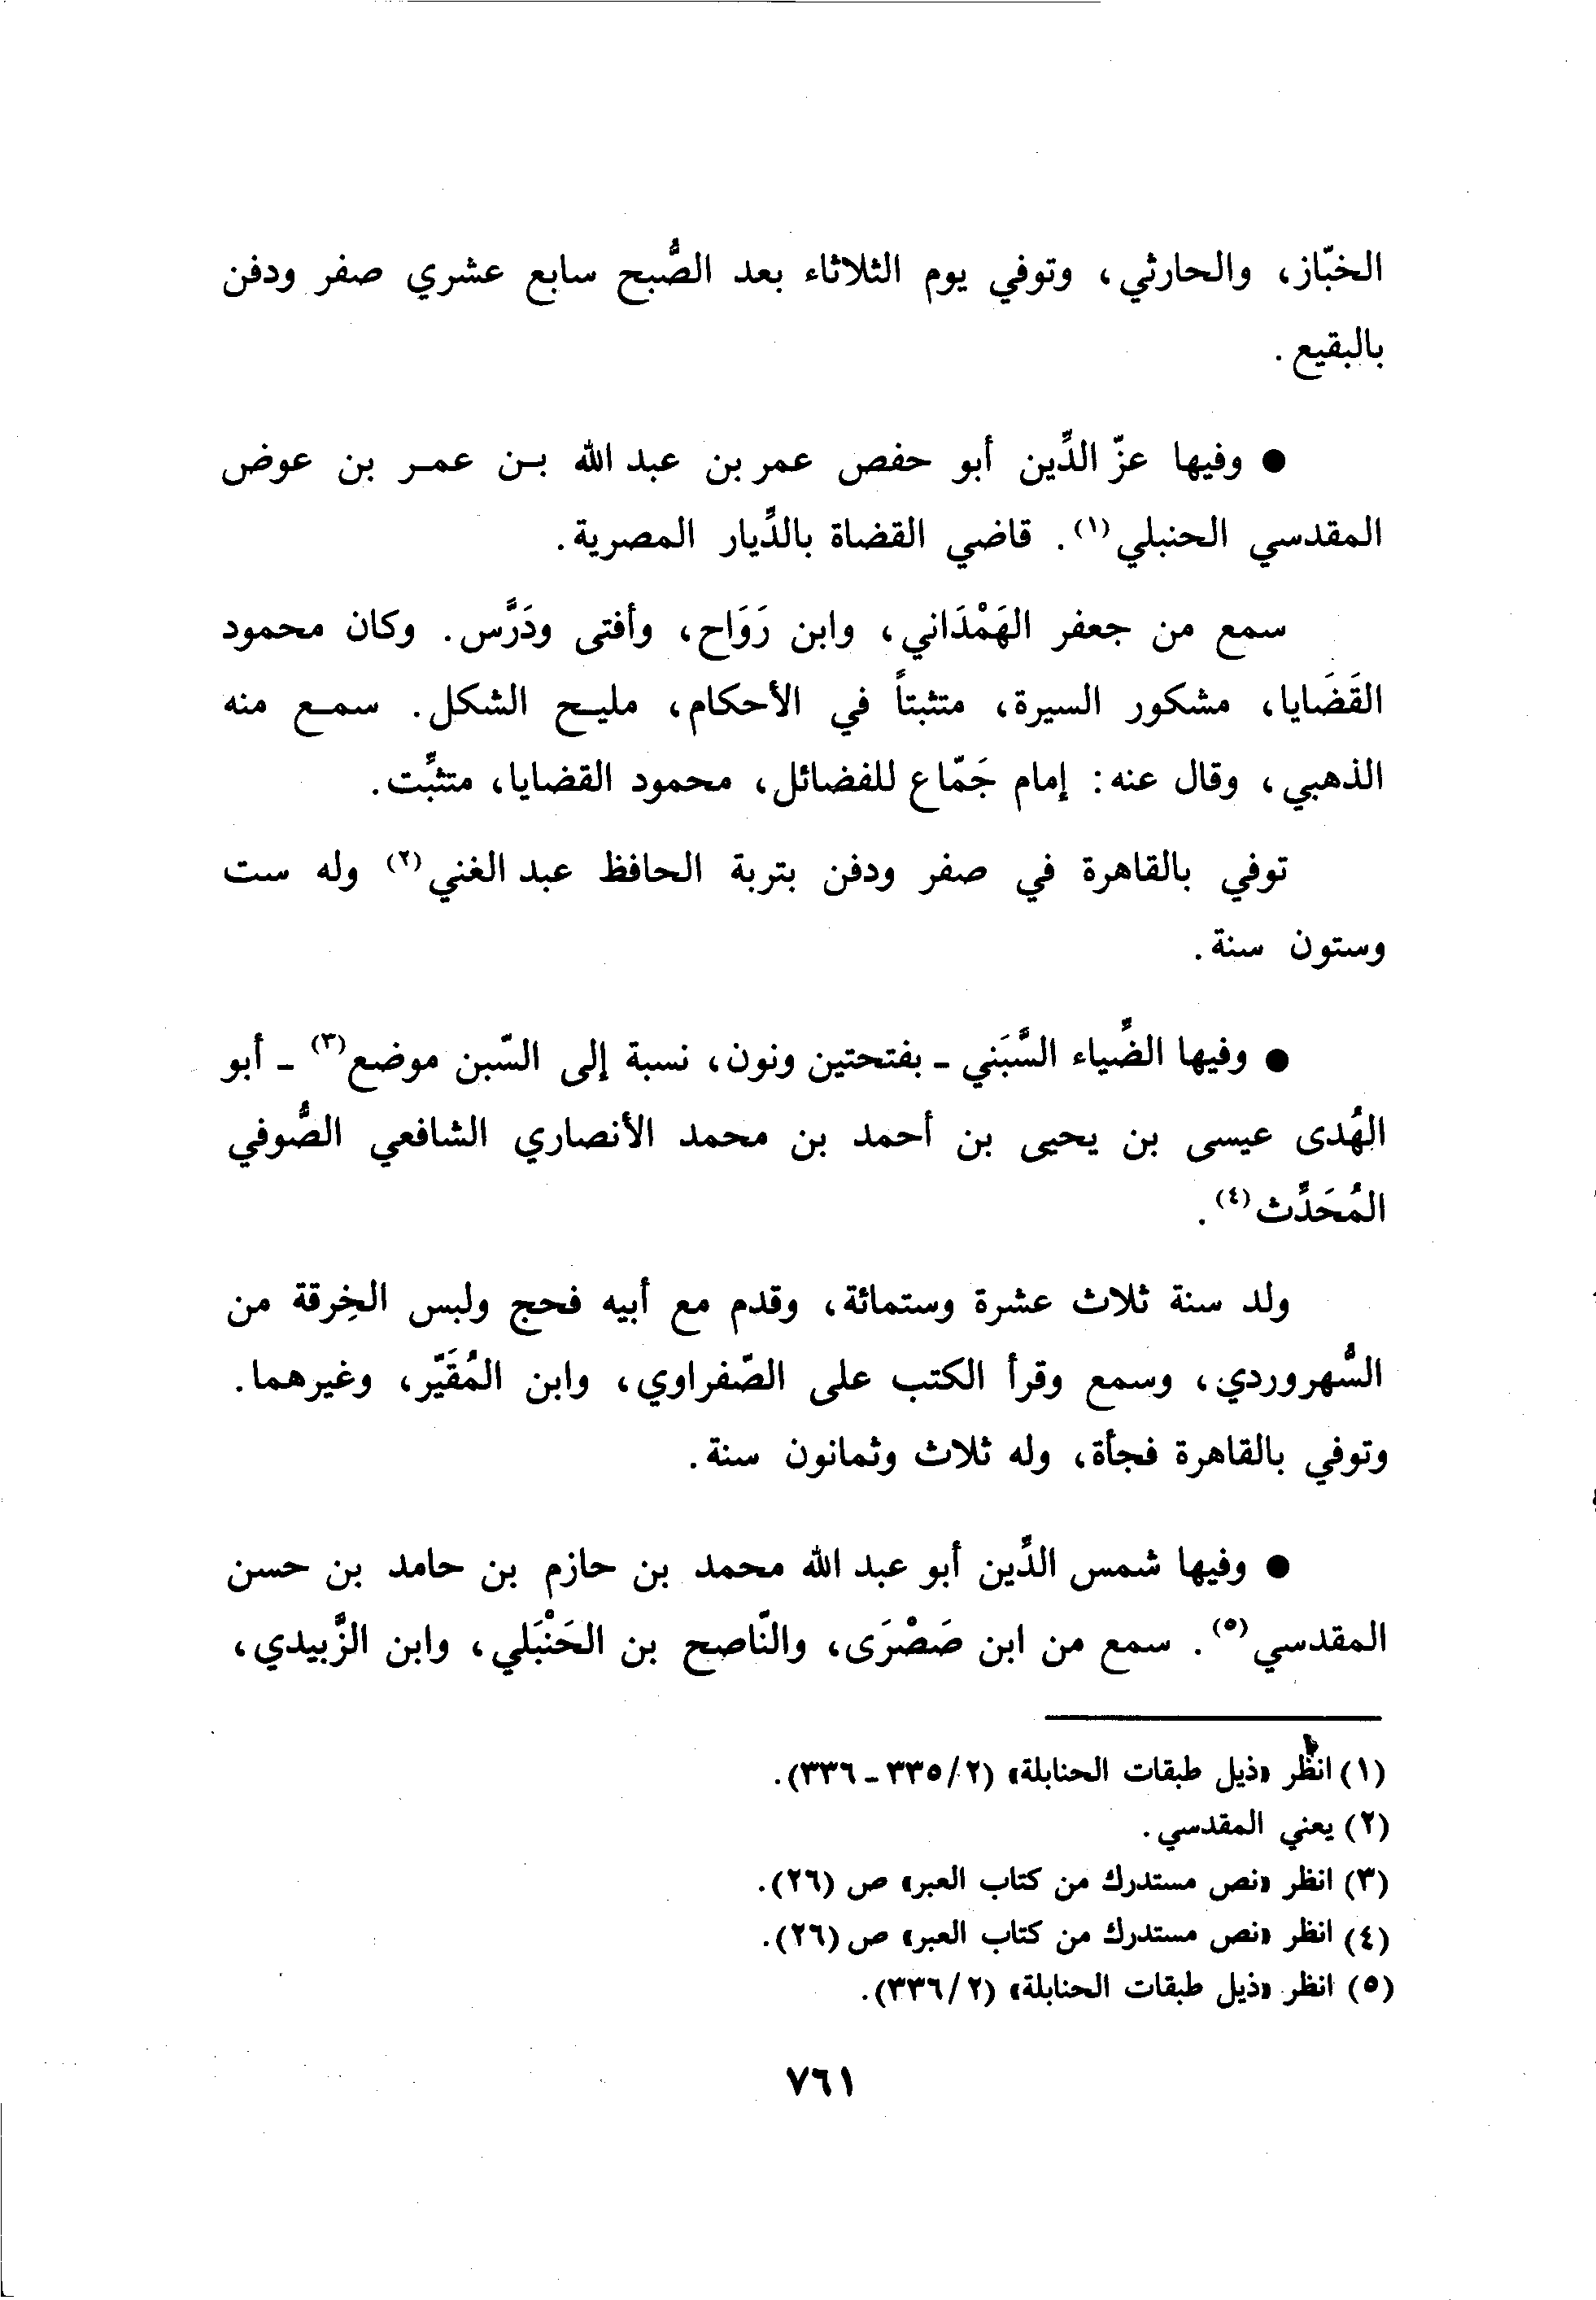 الخبّاز، والحارثي، وتوفي يوم الثلاثاء بعد الصُّبح سابع عشري صفر ودفن
بالبقيع.
● وفيها عزّ الدِّين أبو حفص عمر بن عبد الله بن عمر بن عوض
المقدسي الحنبلي (١). قاضي القضاة بالدِّيار المصرية.
سمع من جعفر الهَمْدَاني، وابن رَوَاح، وأفتى ودَرَّس. وكان محمود
القَضَايا، مشكور السيرة، متثبتاً في الأحكام، مليح الشكل. سمع منه
الذهبي، وقال عنه: إمام جَمّاع للفضائل، محمود القضايا، متثبِّت.
توفي بالقاهرة في صفر ودفن بتربة الحافظ عبد الغني (٢) وله ست
وستون سنة.
● وفيها الضِّياء السَّبَني - بفتحتين ونون، نسبة إلى السّبن موضع (٣) - أبو
الهُدى عيسى بن يحيى بن أحمد بن محمد الأنصاري الشافعي الصُّوفي
المُحَدِّث (٤).
ولد سنة ثلاث عشرة وستمائة، وقدم مع أبيه فحج ولبس الخِرقة من
السُّهروردي، وسمع وقرأ الكتب على الصّفراوي، وابن المُقَيّر، وغيرهما.
وتوفي بالقاهرة فجأة، وله ثلاث وثمانون سنة.
● وفيها شمس الدِّين أبو عبد الله محمد بن حازم بن حامد بن حسن
المقدسي (٥). سمع من ابن صَصْرَى، والنّاصح بن الحَنْبَلي، وابن الزَّبيدي،
(١) انظر «ذيل طبقات الحنابلة» (٢/ ٣٣٥ - ٣٣٦).
(٢) يعني المقدسي.
(٣) انظر «نص مستدرك من كتاب العبر» ص (٢٦).
(٤) انظر «نص مستدرك من كتاب العبر» ص (٢٦).
(٥) انظر «ذيل طبقات الحنابلة» (٢/ ٣٣٦).
٧٦١